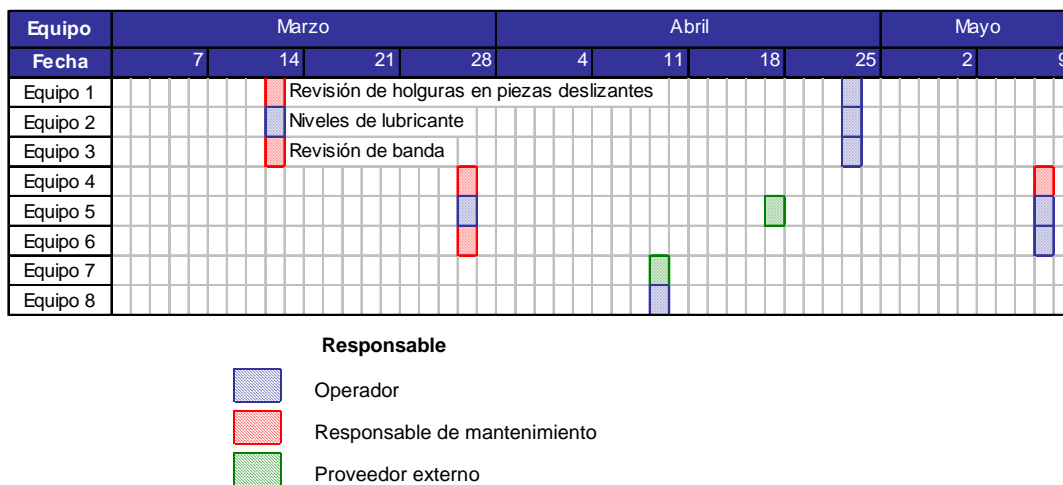 Equipo Marzo Abril Mayo
Fecha 7 14 21 28 4 11 18 25 2 9
Equipo 1 Revisión de holguras en piezas deslizantes
Equipo 2 Niveles de lubricante
Equipo 3 Revisión de banda
Equipo 4
Equipo 5
Equipo 6
Equipo 7
Equipo 8
Responsable
Operador
Responsable de mantenimiento
Proveedor externo